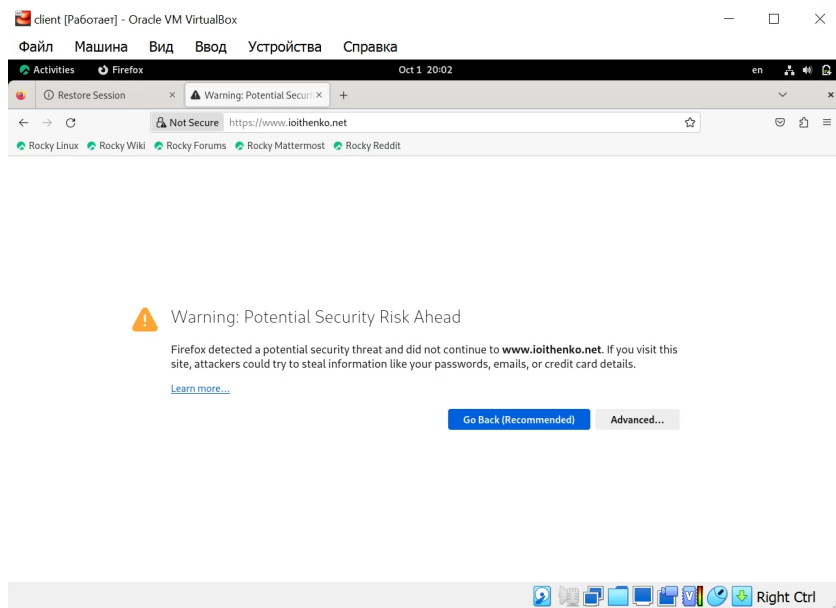 client [Работает] - Oracle VM VirtualBox
Файл Машина Вид Ввод Устройства Справка
Activities Firefox Oct 1 20:02 en
Restore Session Warning: Potential Securi
Not Secure https://www.ioithenko.net
Rocky Linux Rocky Wiki Rocky Forums Rocky Mattermost Rocky Reddit
Warning: Potential Security Risk Ahead
Firefox detected a potential security threat and did not continue to www.ioithenko.net. If you visit this
site, attackers could try to steal information like your passwords, emails, or credit card details.
Learn more...
Go Back (Recommended) Advanced...
Right Ctrl